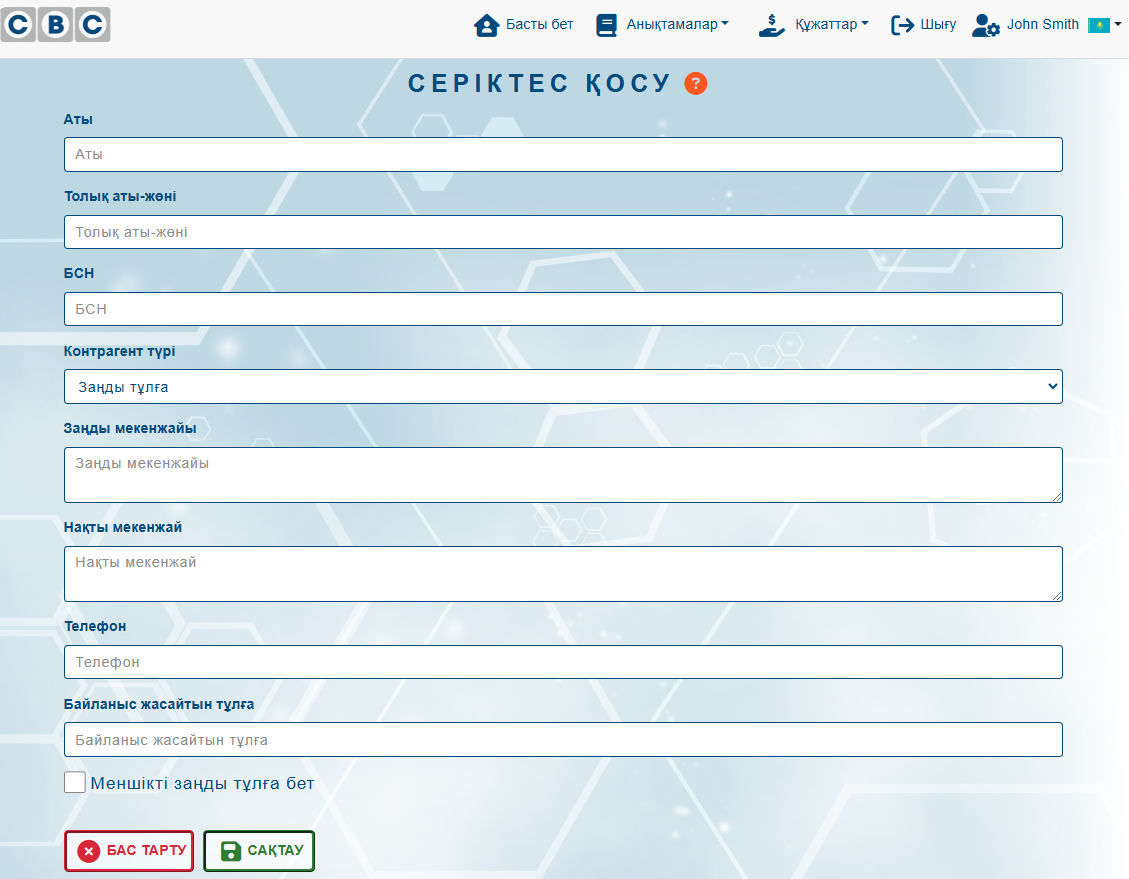 CBC
Басты бет Анықтамалар Құжаттар Шығу John Smith
СЕРІКТЕС ҚОСУ ?
Аты
Аты
Толық аты-жөні
Толық аты-жөні
БСН
БСН
Контрагент түрі
Заңды тұлға
Заңды мекенжайы
Заңды мекенжайы
Нақты мекенжай
Нақты мекенжай
Телефон
Телефон
Байланыс жасайтын тұлға
Байланыс жасайтын тұлға
Меншікті заңды тұлға бет
БАС ТАРТУ САҚТАУ